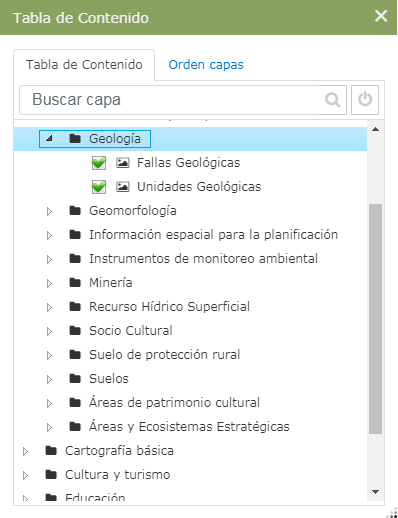 Tabla de Contenido
Tabla de Contenido Orden capas
Buscar capa
Geología
Fallas Geológicas
Unidades Geológicas
Geomorfología
Información espacial para la planificación
Instrumentos de monitoreo ambiental
Minería
Recurso Hídrico Superficial
Socio Cultural
Suelo de protección rural
Suelos
Áreas de patrimonio cultural
Áreas y Ecosistemas Estratégicas
Cartografía básica
Cultura y turismo
Educación